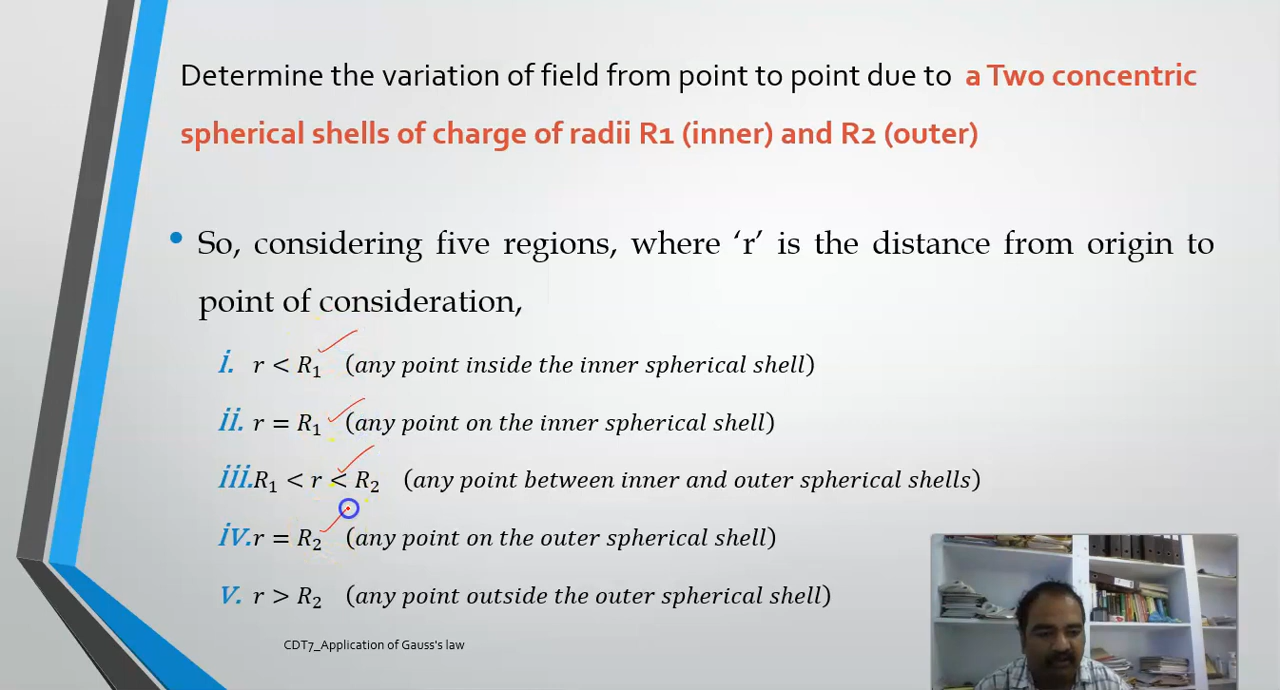 Determine the variation of field from point to point due to a Two concentric
spherical shells of charge of radii R1 (inner) and R2 (outer)
• So, considering five regions, where ‘r’ is the distance from origin to
point of consideration,
i. r < R₁ (any point inside the inner spherical shell)
ii. r = R₁ (any point on the inner spherical shell)
iii. R₁ < r < R₂ (any point between inner and outer spherical shells)
iv. r = R₂ (any point on the outer spherical shell)
v. r > R₂ (any point outside the outer spherical shell)
CDT7_Application of Gauss's law